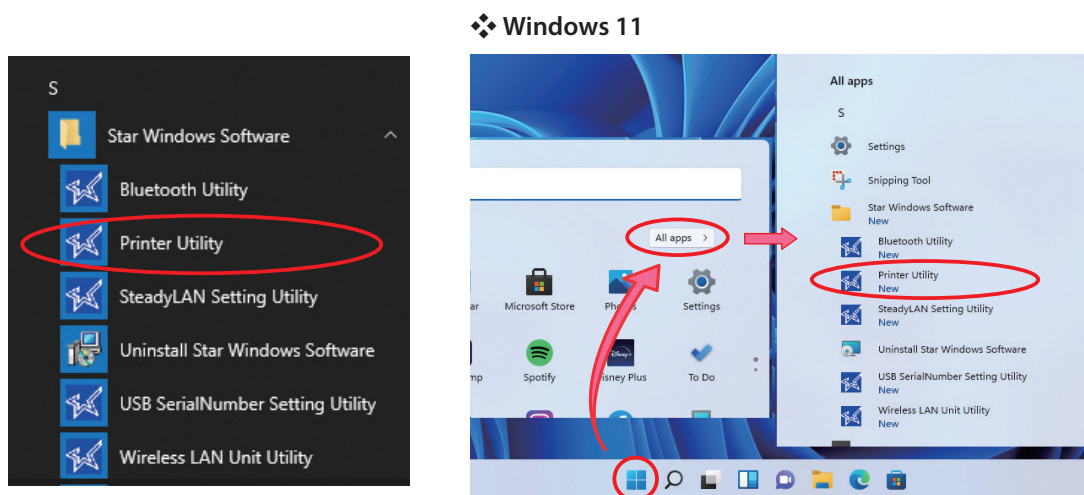 ❖ Windows 11
S
Star Windows Software
Bluetooth Utility
Printer Utility
SteadyLAN Setting Utility
Uninstall Star Windows Software
USB SerialNumber Setting Utility
Wireless LAN Unit Utility
All apps >
Microsoft Store
Settings
Spotify
Disney Plus
To Do
All apps
S
Settings
Snipping Tool
Star Windows Software
New
Bluetooth Utility
New
Printer Utility
New
SteadyLAN Setting Utility
New
Uninstall Star Windows Software
USB SerialNumber Setting Utility
New
Wireless LAN Unit Utility
New